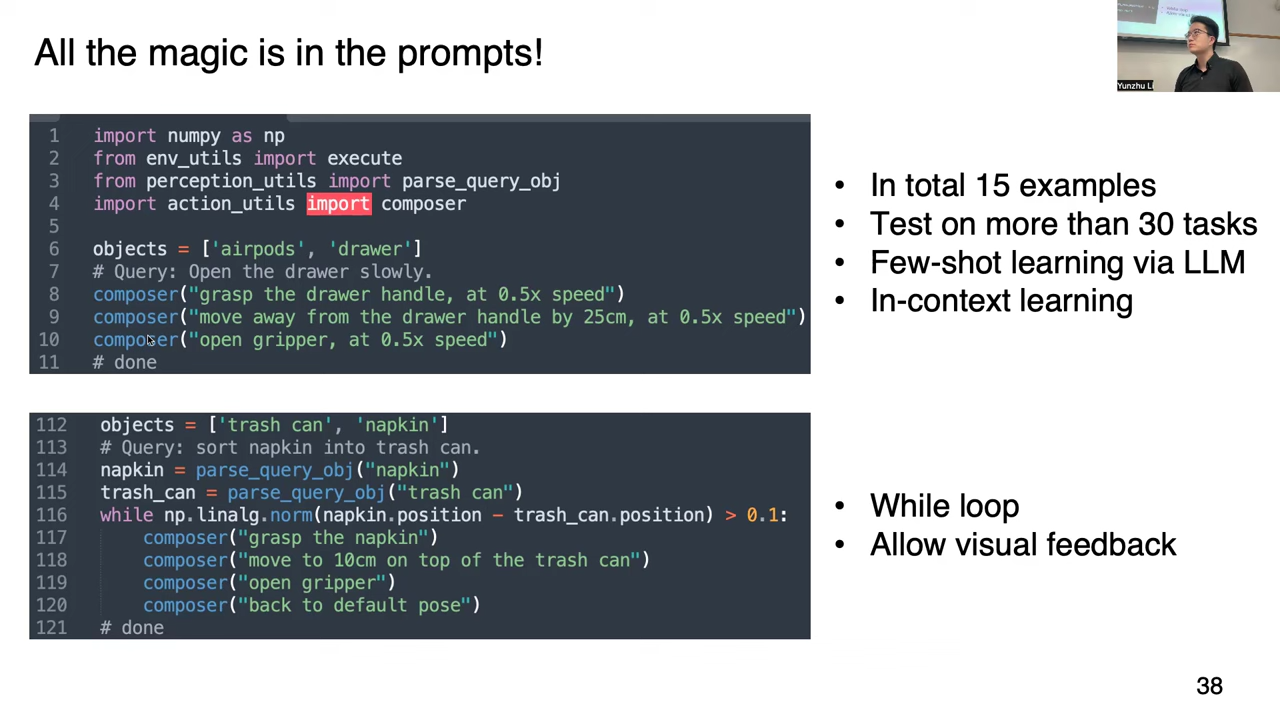 All the magic is in the prompts!
Yunzhu Li
1 import numpy as np
2 from env_utils import execute
3 from perception_utils import parse_query_obj
4 import action_utils import composer
5
6 objects = ['airpods', 'drawer']
7 # Query: Open the drawer slowly.
8 composer("grasp the drawer handle, at 0.5x speed")
9 composer("move away from the drawer handle by 25cm, at 0.5x speed")
10 composer("open gripper, at 0.5x speed")
11 # done
• In total 15 examples
• Test on more than 30 tasks
• Few-shot learning via LLM
• In-context learning
112 objects = ['trash can', 'napkin']
113 # Query: sort napkin into trash can.
114 napkin = parse_query_obj("napkin")
115 trash_can = parse_query_obj("trash can")
116 while np.linalg.norm(napkin.position - trash_can.position) > 0.1:
117 composer("grasp the napkin")
118 composer("move to 10cm on top of the trash can")
119 composer("open gripper")
120 composer("back to default pose")
121 # done
• While loop
• Allow visual feedback
38